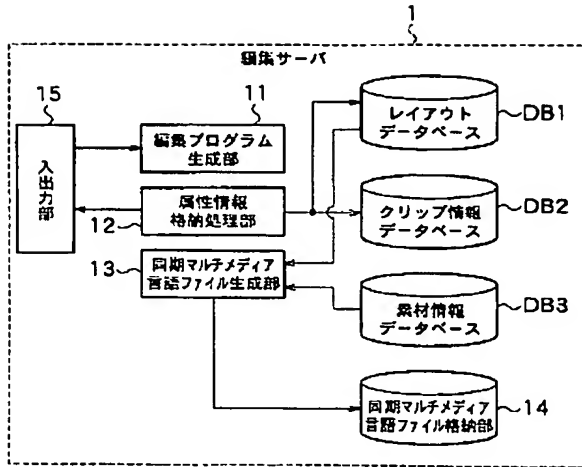 1
編集サーバ
15
入出力部
11
編集プログラム
生成部
属性情報
格納処理部
12
13
同期マルチメディア
言語ファイル生成部
レイアウト
データベース
DB1
クリップ情報
データベース
DB2
素材情報
データベース
DB3
同期マルチメディア
言語ファイル格納部
14